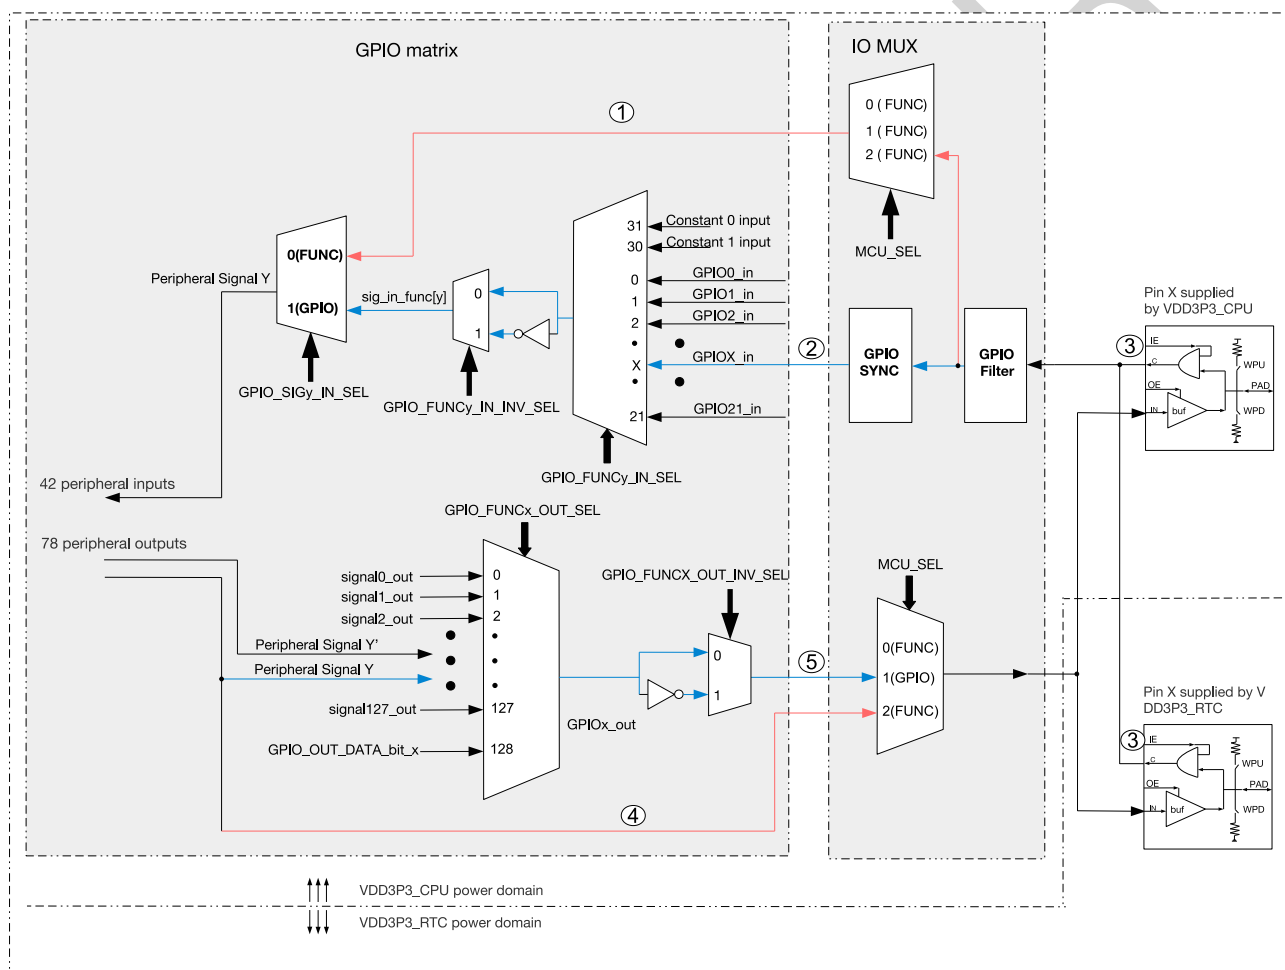 GPIO matrix
IO MUX
1
0 ( FUNC)
1 ( FUNC)
2 ( FUNC)
MCU_SEL
31
Constant 0 input
30
Constant 1 input
0
GPIO0_in
1
GPIO1_in
2
GPIO2_in
X
GPIOX_in
21
GPIO21_in
GPIO_FUNCy_IN_SEL
0(FUNC)
1(GPIO)
Peripheral Signal Y
sig_in_func[y]
0
1
GPIO_SIGy_IN_SEL
GPIO_FUNCy_IN_INV_SEL
2
GPIO
SYNC
GPIO
Filter
Pin X supplied
by VDD3P3_CPU
3
IE
C
OE
IN
buf
WPU
PAD
WPD
42 peripheral inputs
78 peripheral outputs
GPIO_FUNCx_OUT_SEL
signal0_out
0
signal1_out
1
signal2_out
2
Peripheral Signal Y'
Peripheral Signal Y
signal127_out
127
GPIO_OUT_DATA_bit_x
128
GPIOx_out
GPIO_FUNCX_OUT_INV_SEL
0
1
5
4
MCU_SEL
0(FUNC)
1(GPIO)
2(FUNC)
Pin X supplied by V
DD3P3_RTC
3
IE
C
OE
IN
buf
WPU
PAD
WPD
VDD3P3_CPU power domain
VDD3P3_RTC power domain